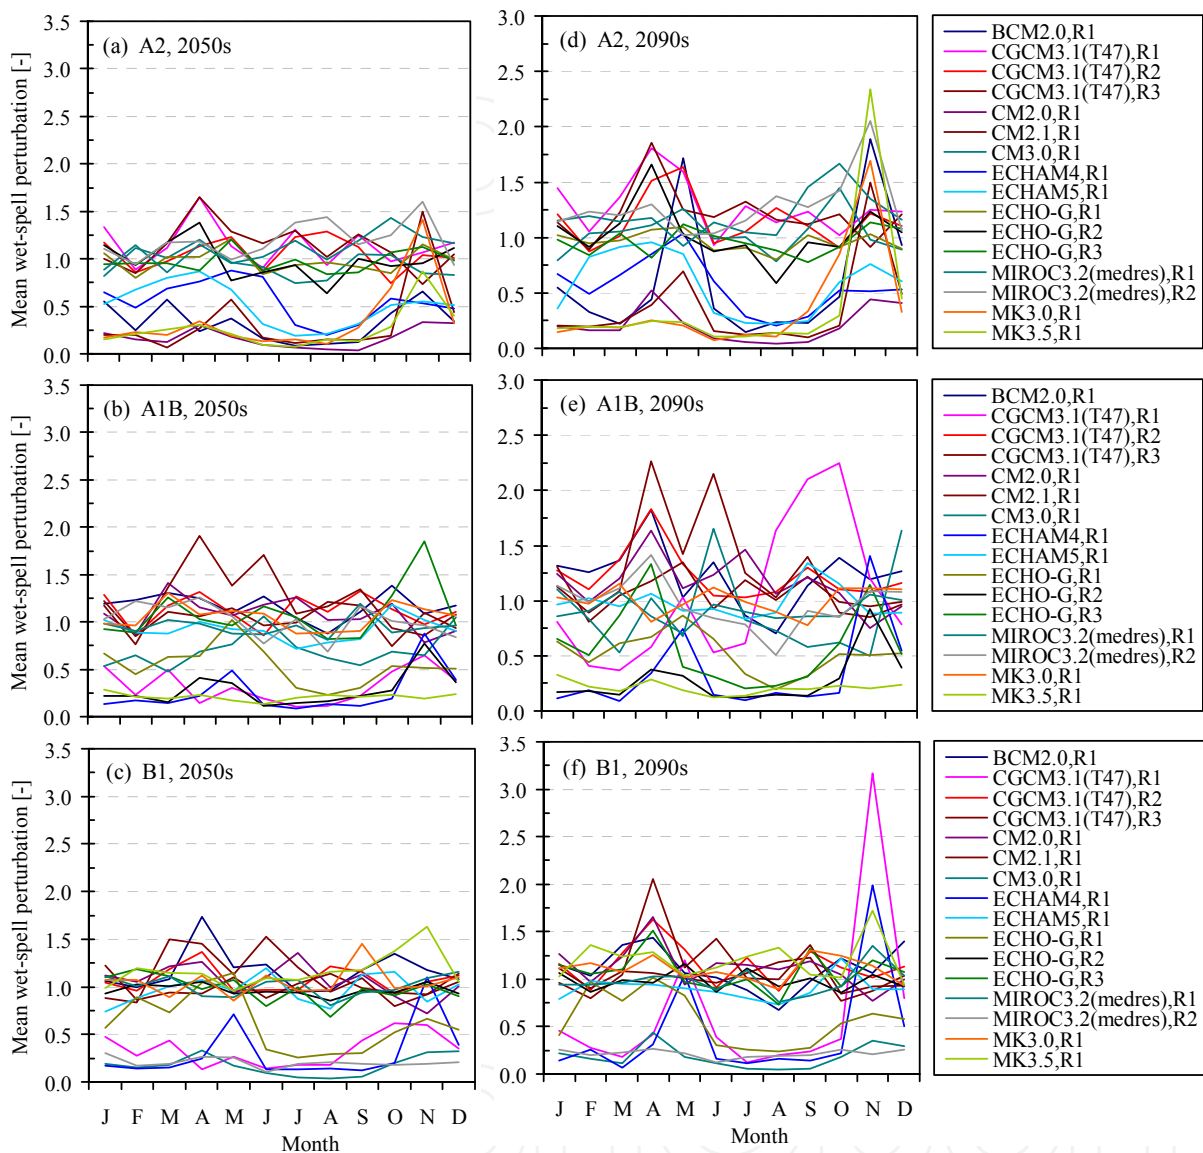 (a) A2, 2050s
3.5
3.0
2.5
2.0
1.5
1.0
0.5
0.0
Mean wet-spell perturbation [-]
(d) A2, 2090s
3.0
2.5
2.0
1.5
1.0
0.5
0.0
BCM2.0,R1
CGCM3.1(T47),R1
CGCM3.1(T47),R2
CGCM3.1(T47),R3
CM2.0,R1
CM2.1,R1
CM3.0,R1
ECHAM4,R1
ECHAM5,R1
ECHO-G,R1
ECHO-G,R2
ECHO-G,R3
MIROC3.2(medres),R1
MIROC3.2(medres),R2
MK3.0,R1
MK3.5,R1
(b) A1B, 2050s
3.5
3.0
2.5
2.0
1.5
1.0
0.5
0.0
Mean wet-spell perturbation [-]
(e) A1B, 2090s
3.0
2.5
2.0
1.5
1.0
0.5
0.0
BCM2.0,R1
CGCM3.1(T47),R1
CGCM3.1(T47),R2
CGCM3.1(T47),R3
CM2.0,R1
CM2.1,R1
CM3.0,R1
ECHAM4,R1
ECHAM5,R1
ECHO-G,R1
ECHO-G,R2
ECHO-G,R3
MIROC3.2(medres),R1
MIROC3.2(medres),R2
MK3.0,R1
MK3.5,R1
(c) B1, 2050s
3.5
3.0
2.5
2.0
1.5
1.0
0.5
0.0
Mean wet-spell perturbation [-]
J F M A M J J A S O N D
Month
(f) B1, 2090s
3.5
3.0
2.5
2.0
1.5
1.0
0.5
0.0
J F M A M J J A S O N D
Month
BCM2.0,R1
CGCM3.1(T47),R1
CGCM3.1(T47),R2
CGCM3.1(T47),R3
CM2.0,R1
CM2.1,R1
CM3.0,R1
ECHAM4,R1
ECHAM5,R1
ECHO-G,R1
ECHO-G,R2
ECHO-G,R3
MIROC3.2(medres),R1
MIROC3.2(medres),R2
MK3.0,R1
MK3.5,R1